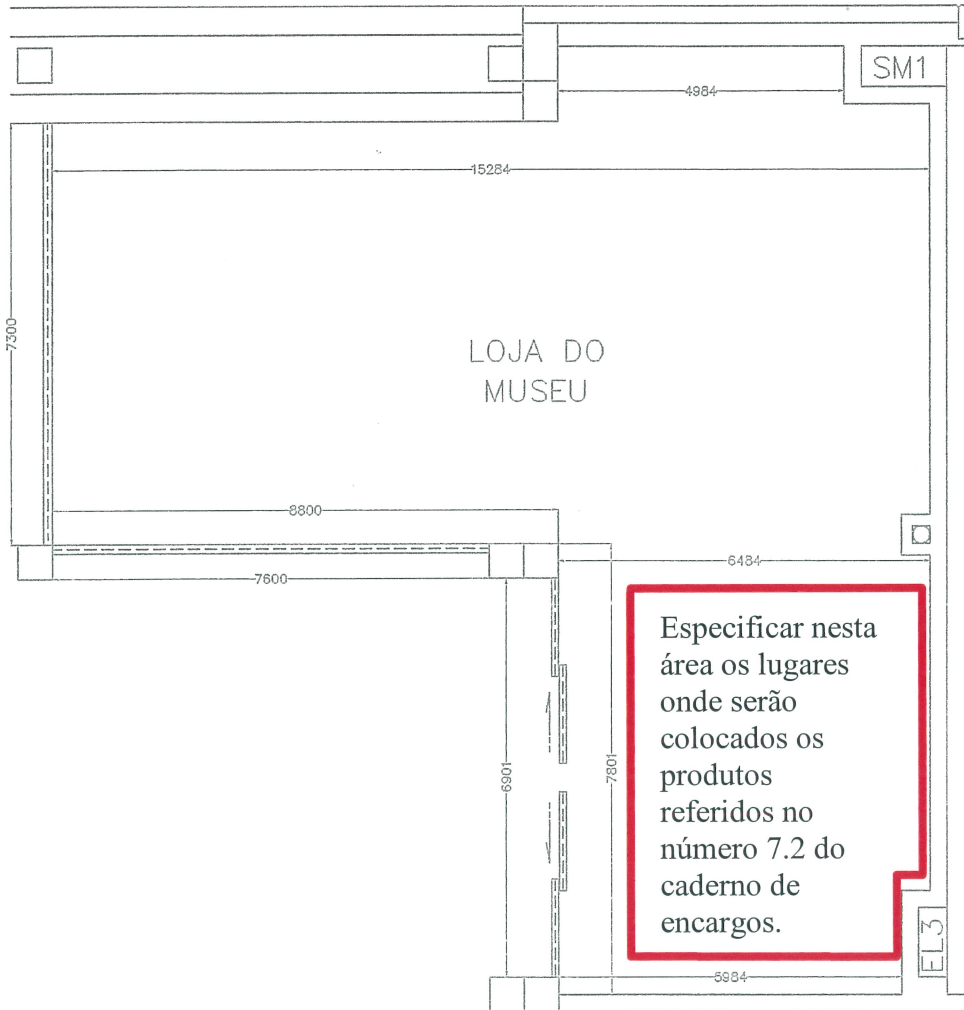 SM1
4984
15284
7300
LOJA DO
MUSEU
8800
7600
6484
Especificar nesta
área os lugares
onde serão
colocados os
produtos
referidos no
número 7.2 do
caderno de
encargos.
6901
7801
EL3
5984